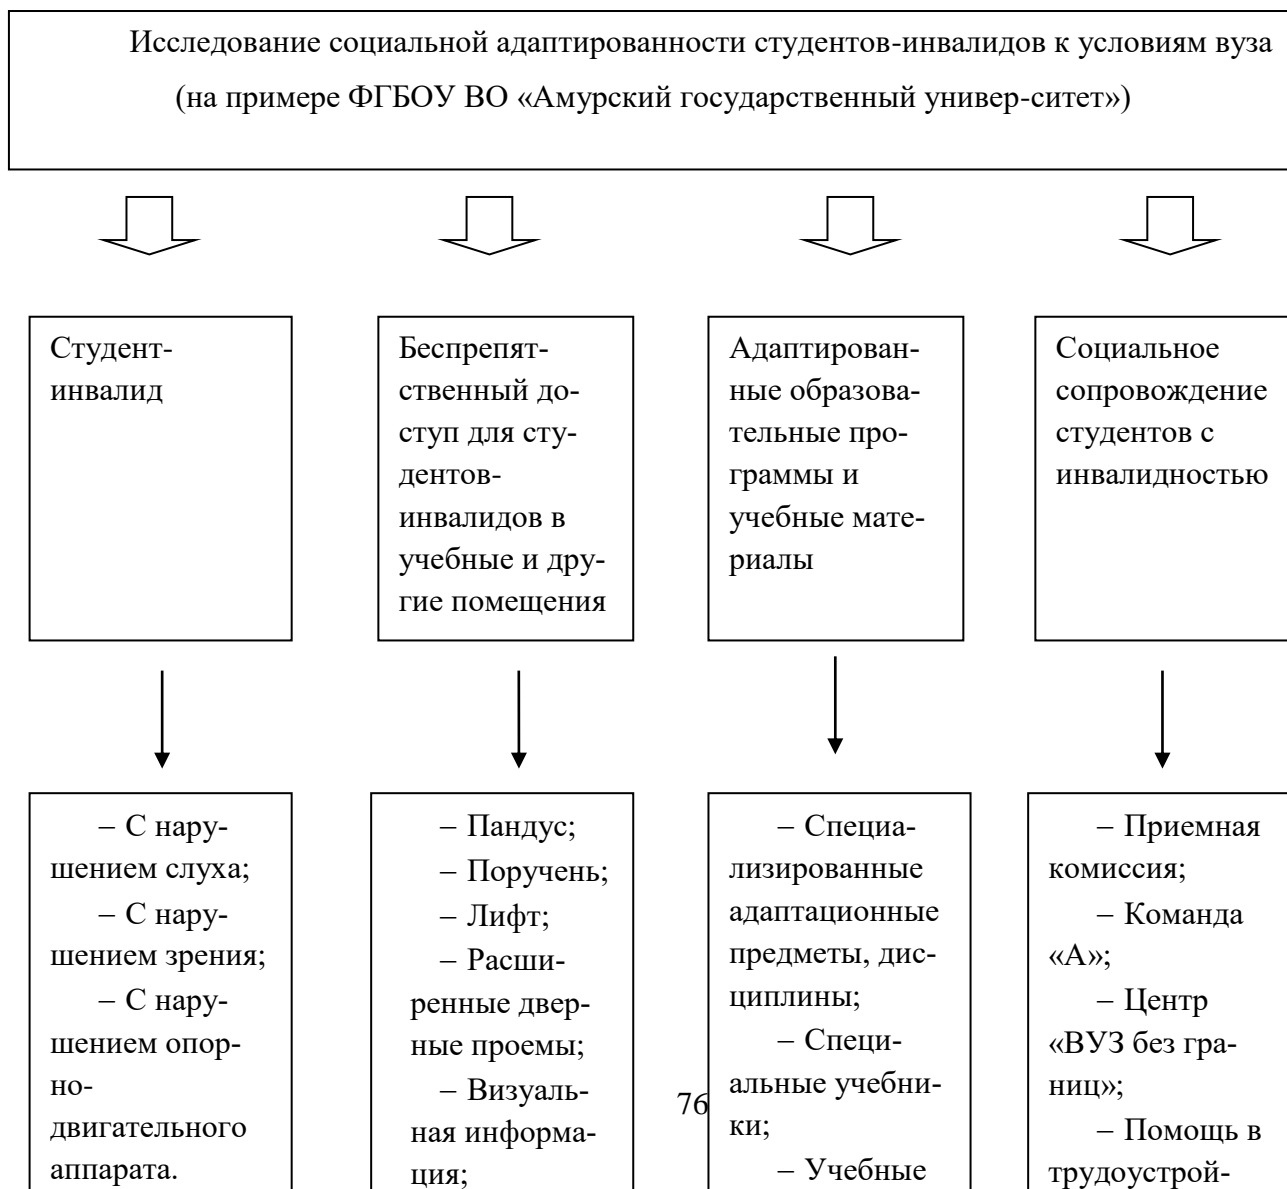 Исследование социальной адаптированности студентов-инвалидов к условиям вуза
(на примере ФГБОУ ВО «Амурский государственный универ-ситет»)
Студент-
инвалид
Беспрепят-
ственный до-
ступ для сту-
дентов-
инвалидов в
учебные и дру-
гие помещения
Адаптирован-
ные образова-
тельные про-
граммы и
учебные мате-
риалы
Социальное
сопровождение
студентов с
инвалидностью
– С нару-
шением слуха;
– С нару-
шением зрения;
– С нару-
шением опор-
но-
двигательного
аппарата.
– Пандус;
– Поручень;
– Лифт;
– Расши-
ренные двер-
ные проемы;
– Визуаль-
ная информа-
ция;
– Специа-
лизированные
адаптационные
предметы, дис-
циплины;
– Специ-
альные учебни-
ки;
– Учебные
– Приемная
комиссия;
– Команда
«А»;
– Центр
«ВУЗ без гра-
ниц»;
– Помощь в
трудоустрой-
76